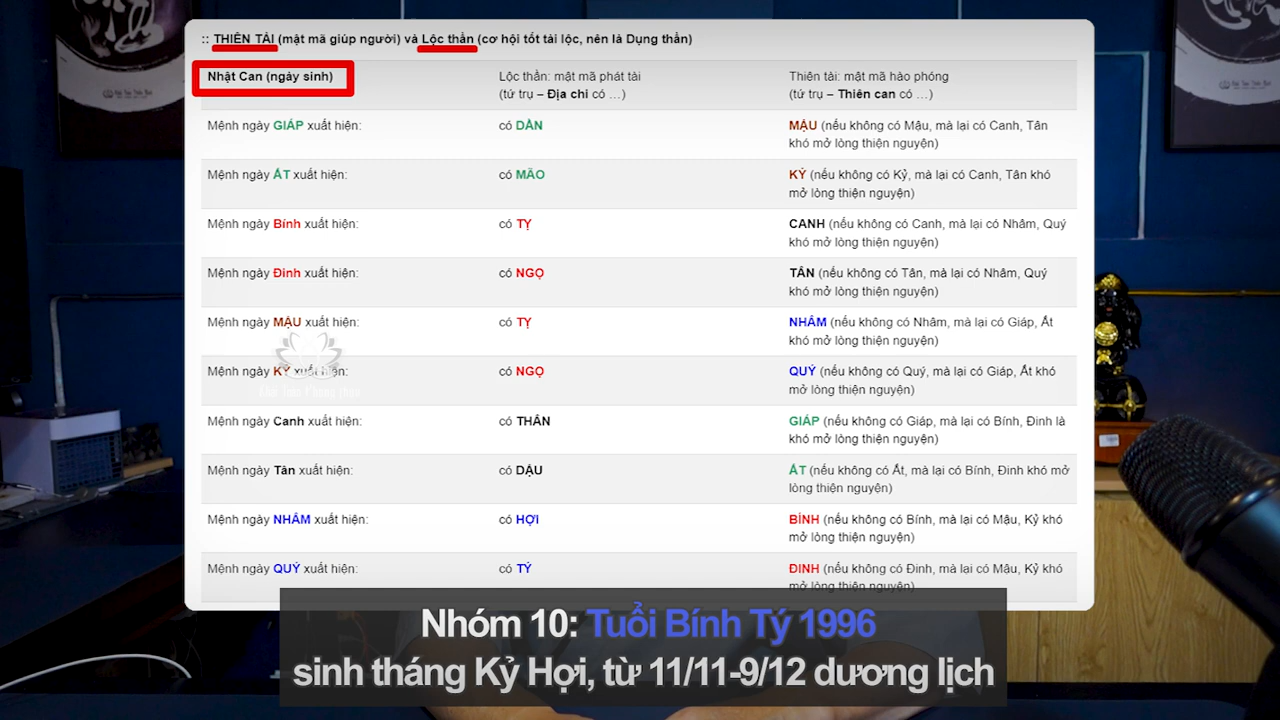 :: THIÊN TÀI (mật mã giúp người) và Lộc thần (cơ hội tốt tài lộc, nên là Dụng thần)
Nhật Can (ngày sinh)
Lộc thần: mật mã phát tài
(tứ trụ – Địa chi có …)
Thiên tài: mật mã hào phóng
(tứ trụ – Thiên can có …)
Mệnh ngày GIÁP xuất hiện:
có DẦN
MẬU (nếu không có Mậu, mà lại có Canh, Tân
khó mở lòng thiện nguyện)
Mệnh ngày ẤT xuất hiện:
có MÃO
KỶ (nếu không có Kỷ, mà lại có Canh, Tân khó
mở lòng thiện nguyện)
Mệnh ngày Bính xuất hiện:
có TỴ
CANH (nếu không có Canh, mà lại có Nhâm, Quý
khó mở lòng thiện nguyện)
Mệnh ngày Đinh xuất hiện:
có NGỌ
TÂN (nếu không có Tân, mà lại có Nhâm, Quý
khó mở lòng thiện nguyện)
Mệnh ngày MẬU xuất hiện:
có TỴ
NHÂM (nếu không có Nhâm, mà lại có Giáp, Ất
khó mở lòng thiện nguyện)
Mệnh ngày KỶ xuất hiện:
có NGỌ
QUÝ (nếu không có Quý, mà lại có Giáp, Ất khó
mở lòng thiện nguyện)
Mệnh ngày Canh xuất hiện:
có THÂN
GIÁP (nếu không có Giáp, mà lại có Bính, Đinh là
khó mở lòng thiện nguyện)
Mệnh ngày Tân xuất hiện:
có DẬU
ẤT (nếu không có Ất, mà lại có Bính, Đinh khó mở
lòng thiện nguyện)
Mệnh ngày NHÂM xuất hiện:
có HỢI
BÍNH (nếu không có Bính, mà lại có Mậu, Kỷ khó
mở lòng thiện nguyện)
Mệnh ngày QUÝ xuất hiện:
có TÝ
ĐINH (nếu không có Đinh, mà lại có Mậu, Kỷ khó
mở lòng thiện nguyện)
Nhóm 10: Tuổi Bính Tý 1996
sinh tháng Kỷ Hợi, từ 11/11-9/12 dương lịch